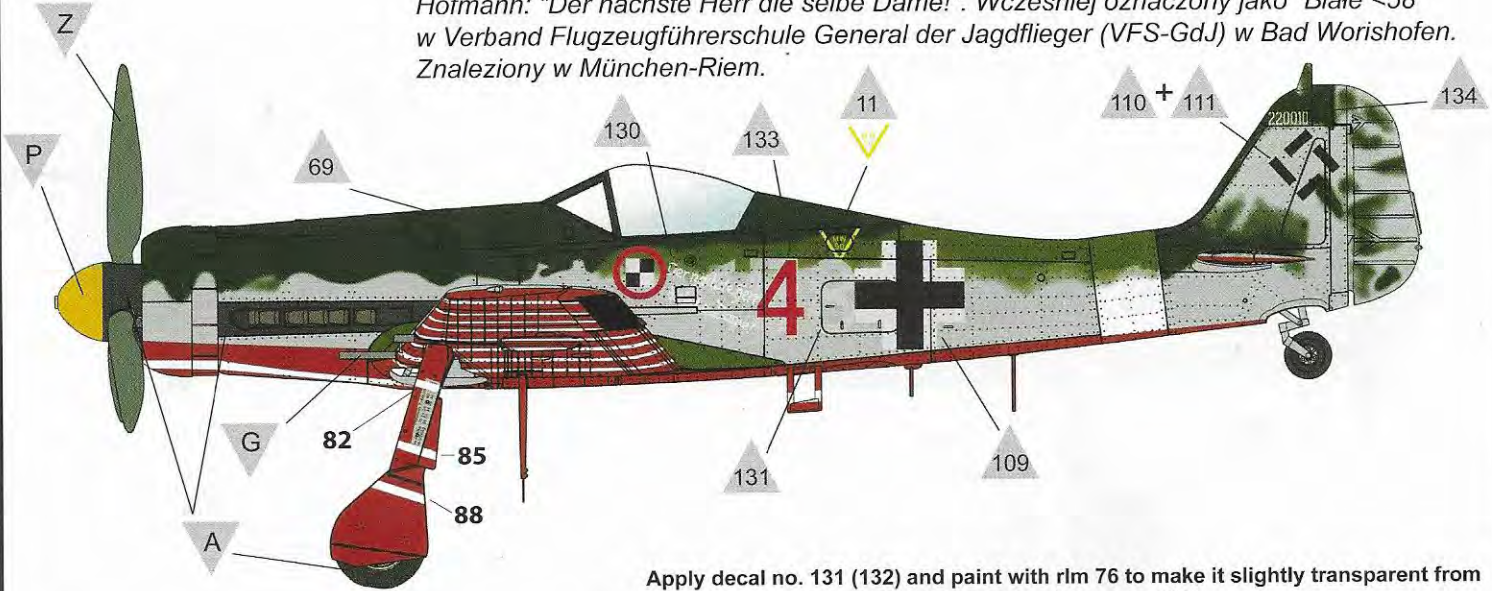 Hofmann: "Der nächste Herr die selbe Dame!". Wcześniej oznaczony jako "Białe <58"
w Verband Flugzeugführerschule General der Jagdflieger (VFS-GdJ) w Bad Worishofen.
Znaleziony w München-Riem.
Z
P
69
130
133
11
110 + 111
134
220010
4
G
82
85
88
A
131
109
Apply decal no. 131 (132) and paint with rlm 76 to make it slightly transparent from